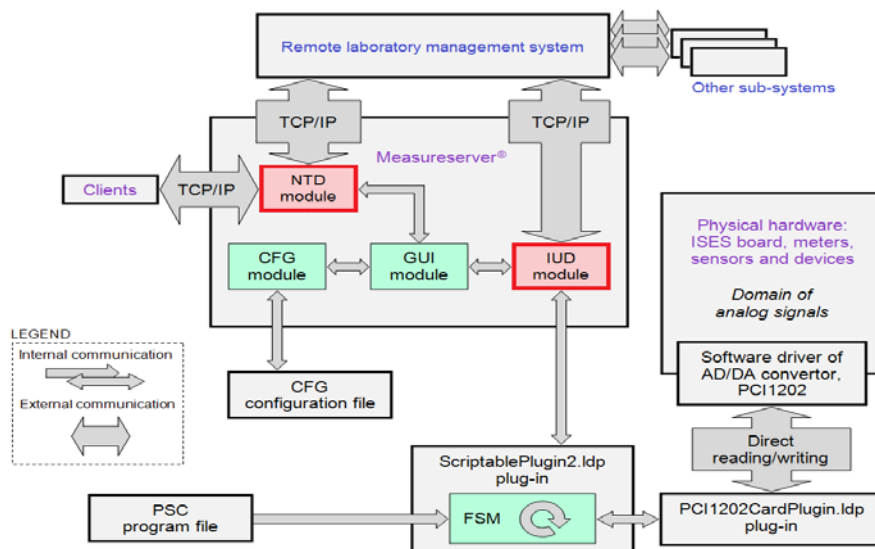 Remote laboratory management system
Other sub-systems
TCP/IP
TCP/IP
Measureserver®
Clients
TCP/IP
NTD
module
CFG
module
GUI
module
IUD
module
Physical hardware:
ISES board, meters,
sensors and devices
Domain of
analog signals
Software driver of
AD/DA convertor,
PCI1202
LEGEND
Internal communication
External communication
CFG
configuration file
Direct
reading/writing
ScriptablePlugin2.ldp
plug-in
PSC
program file
FSM
PCI1202CardPlugin.ldp
plug-in